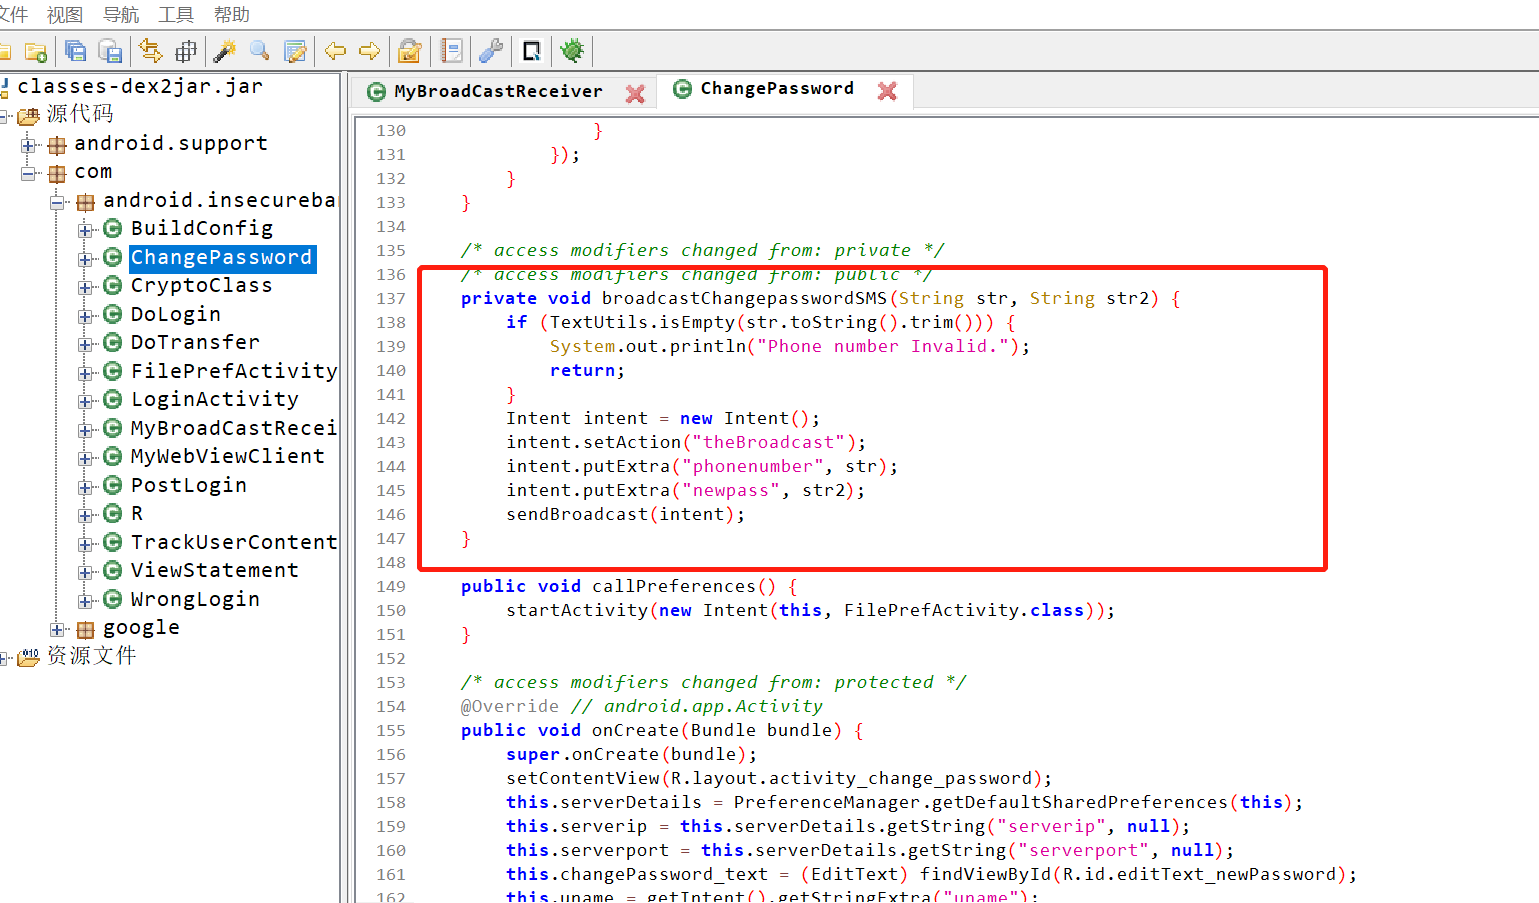 文件 视图 导航 工具 帮助
classes-dex2jar.jar
源代码
android.support
com
android.insecureba
BuildConfig
ChangePassword
CryptoClass
DoLogin
DoTransfer
FilePrefActivity
LoginActivity
MyBroadCastRecei
MyWebViewClient
PostLogin
R
TrackUserContent
ViewStatement
WrongLogin
google
资源文件
MyBroadCastReceiver ChangePassword
130 }
131 });
132 }
133 }
134
135 /* access modifiers changed from: private */
136 /* access modifiers changed from: public */
137 private void broadcastChangepasswordSMS(String str, String str2) {
138 if (TextUtils.isEmpty(str.toString().trim())) {
139 System.out.println("Phone number Invalid.");
140 return;
141 }
142 Intent intent = new Intent();
143 intent.setAction("theBroadcast");
144 intent.putExtra("phonenumber", str);
145 intent.putExtra("newpass", str2);
146 sendBroadcast(intent);
147 }
148
149 public void callPreferences() {
150 startActivity(new Intent(this, FilePrefActivity.class));
151 }
152
153 /* access modifiers changed from: protected */
154 @Override // android.app.Activity
155 public void onCreate(Bundle bundle) {
156 super.onCreate(bundle);
157 setContentView(R.layout.activity_change_password);
158 this.serverDetails = PreferenceManager.getDefaultSharedPreferences(this);
159 this.serverip = this.serverDetails.getString("serverip", null);
160 this.serverport = this.serverDetails.getString("serverport", null);
161 this.changePassword_text = (EditText) findViewById(R.id.editText_newPassword);
162 this.uname = getIntent().getStringExtra("uname");